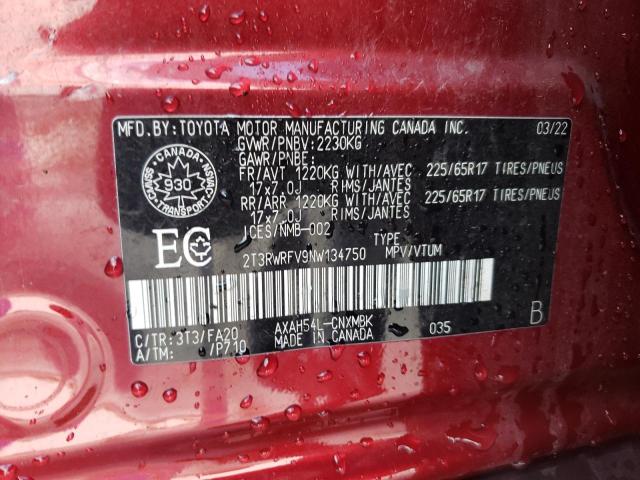 MFD.BY:TOYOTA MOTOR MANUFACTURING CANADA INC. 03/22
GVWR/PNBV:2230KG
GAWR/PNBE:
FR/AVT 1220KG WITH/AVEC 225/65R17 TIRES/PNEUS
17x7.0J RIMS/JANTES
RR/ARR 1220KG WITH/AVEC 225/65R17 TIRES/PNEUS
17x7.0J RIMS/JANTES
ICES/NMB-002
TYPE
2T3RWRFV9NW134750 MPV/VTUM
CANADA
930
TRANSPORT
EC
C/TR:3T3/FA20 AXAH54L-CNXMBK 035 B
A/TM: /P710 MADE IN CANADA